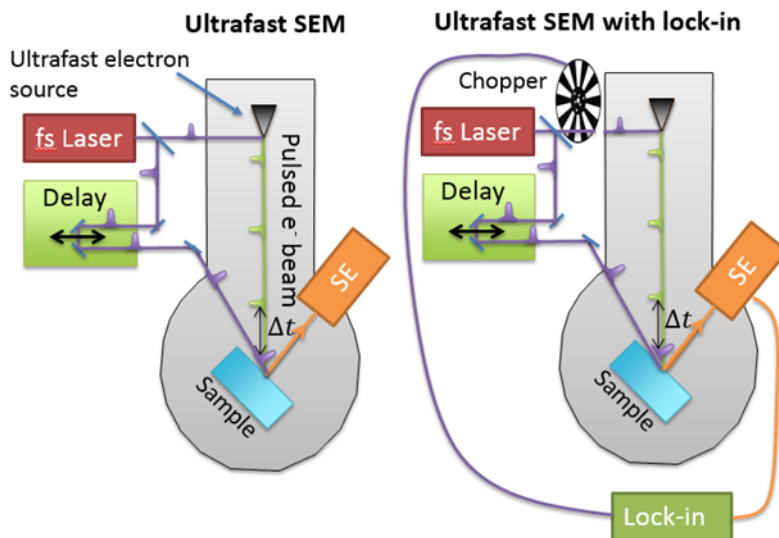 Ultrafast SEM
Ultrafast electron
source
fs Laser
Delay
Pulsed e- beam
SE
Δt
Sample
Ultrafast SEM with lock-in
Chopper
fs Laser
Delay
SE
Δt
Sample
Lock-in